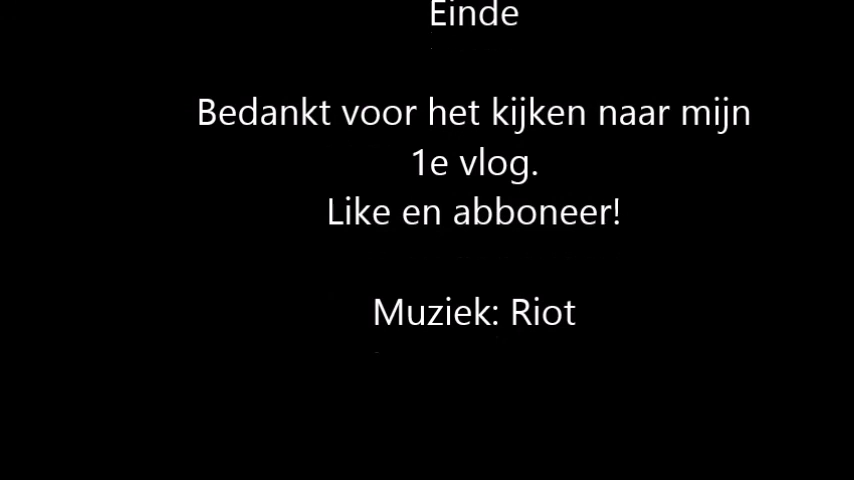 Einde
Bedankt voor het kijken naar mijn
1e vlog.
Like en abboneer!
Muziek: Riot